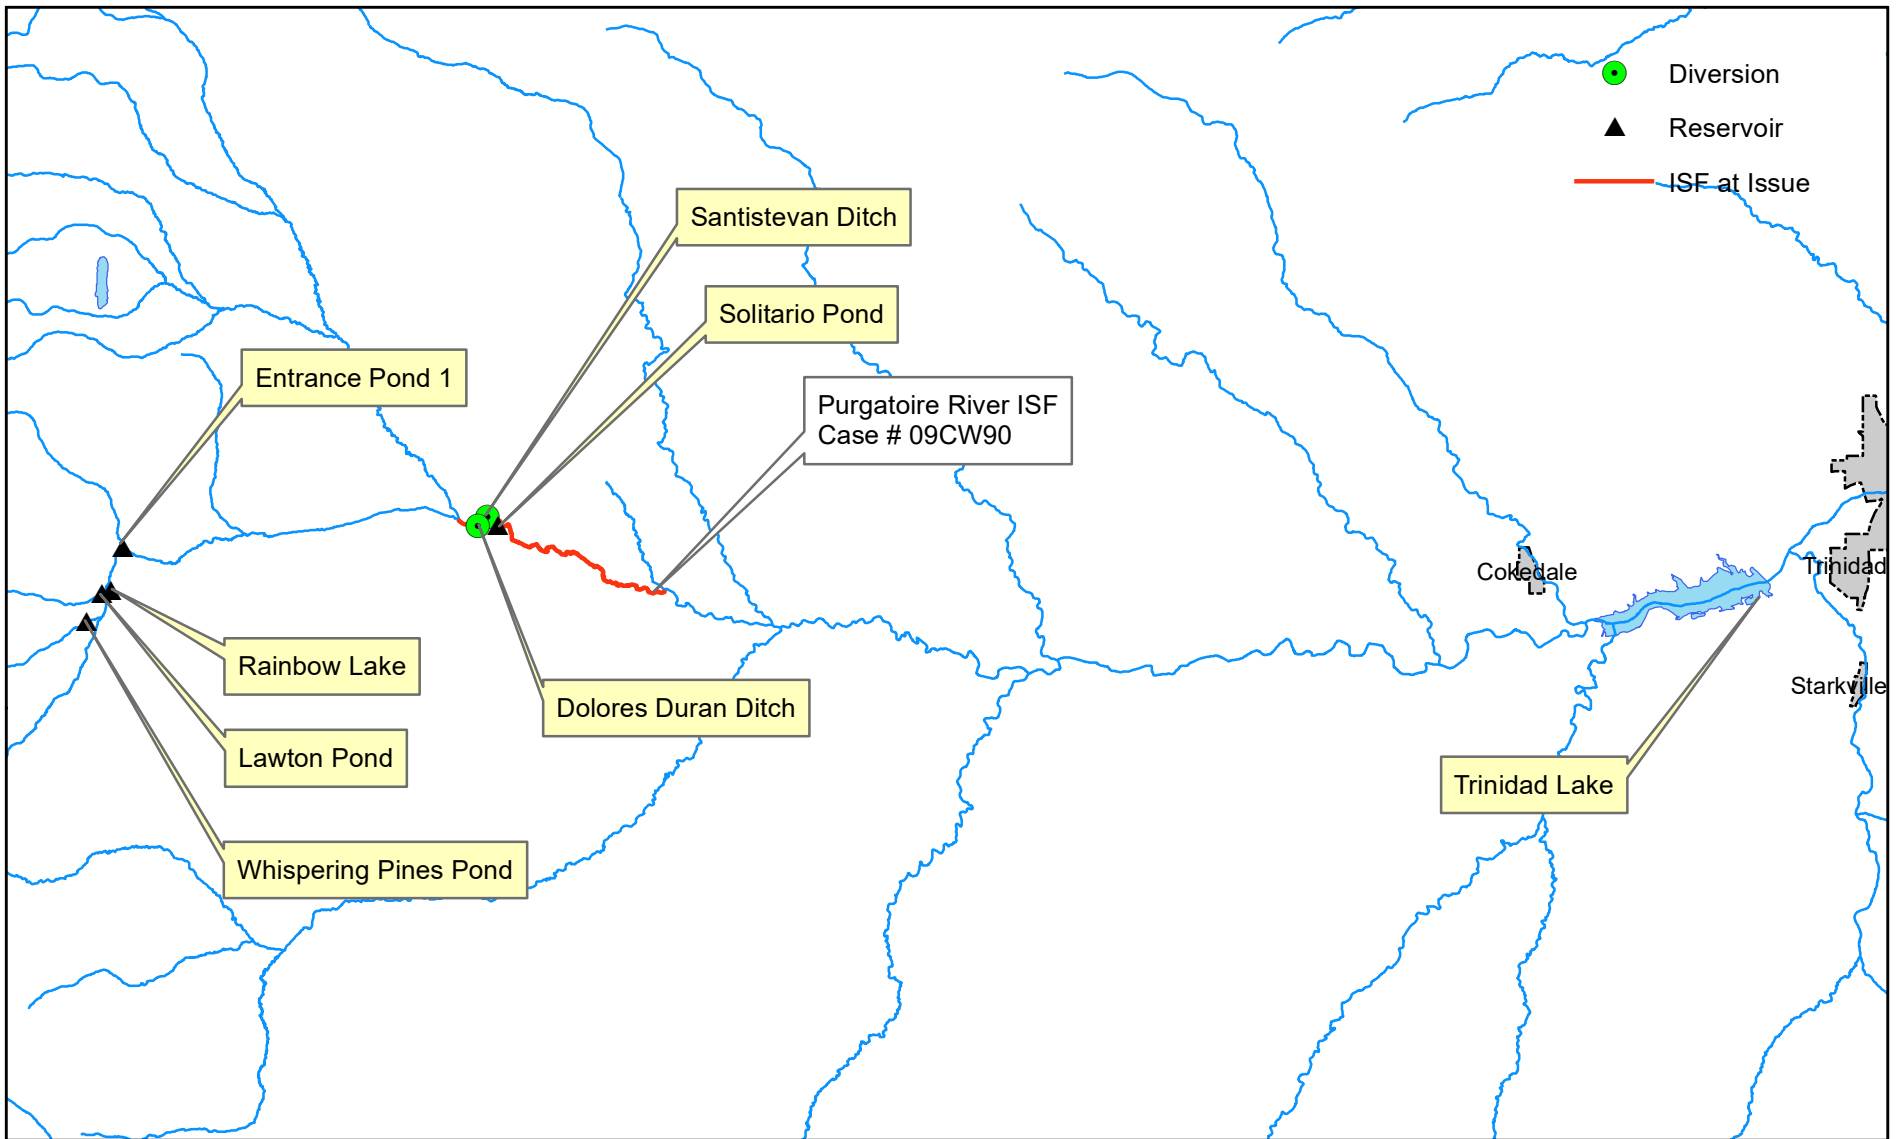 Diversion
Reservoir
ISF at Issue
Santistevan Ditch
Solitario Pond
Entrance Pond 1
Purgatoire River ISF
Case # 09CW90
Cokedale
Trinidad
Rainbow Lake
Starkville
Dolores Duran Ditch
Lawton Pond
Trinidad Lake
Whispering Pines Pond